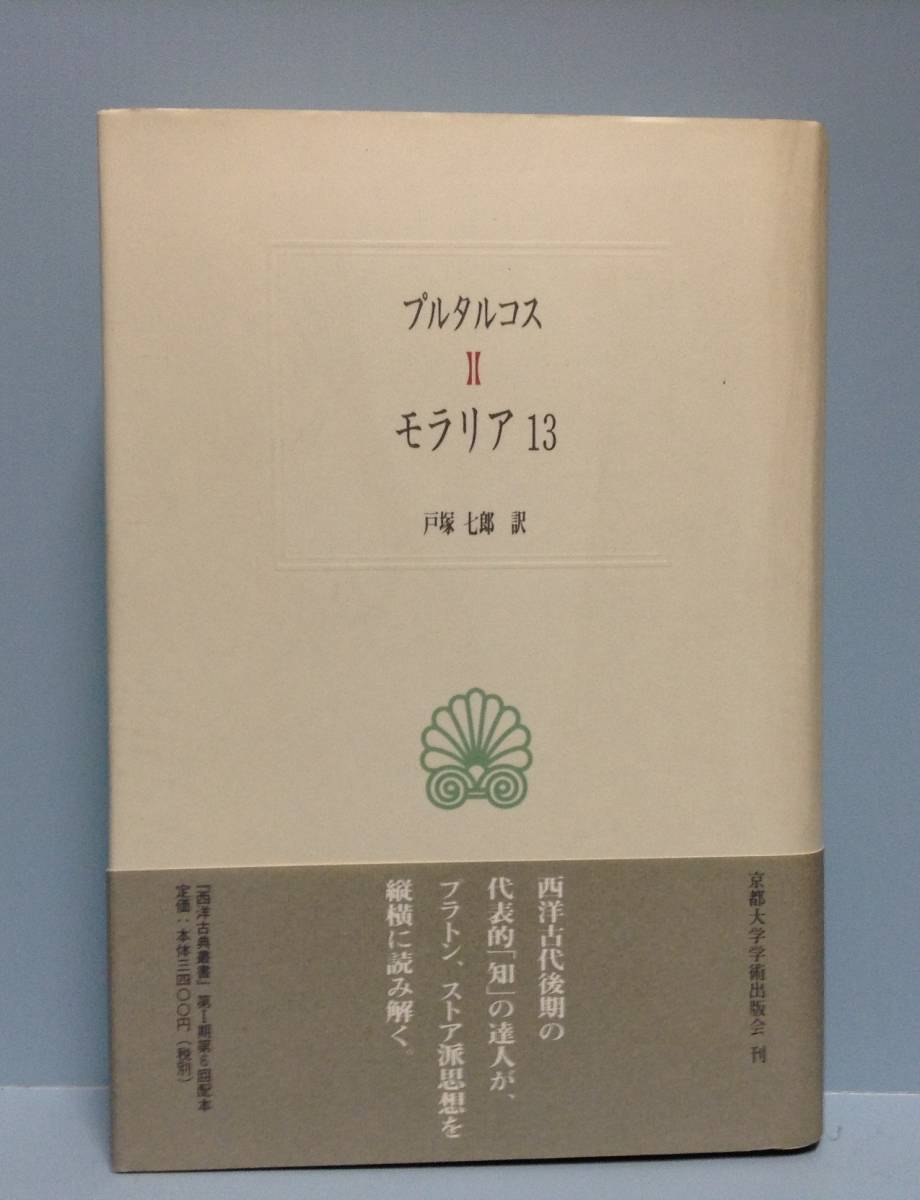 プルタルコス
モラリア 13
戸塚 七郎 訳
京都大学学術出版会 刊
西洋古代後期の
代表的「知」の達人が、
プラトン、ストア派思想を
縦横に読み解く。
『西洋古典叢書』第Ⅰ期第6回配本
定価：本体三四〇〇円（税別）